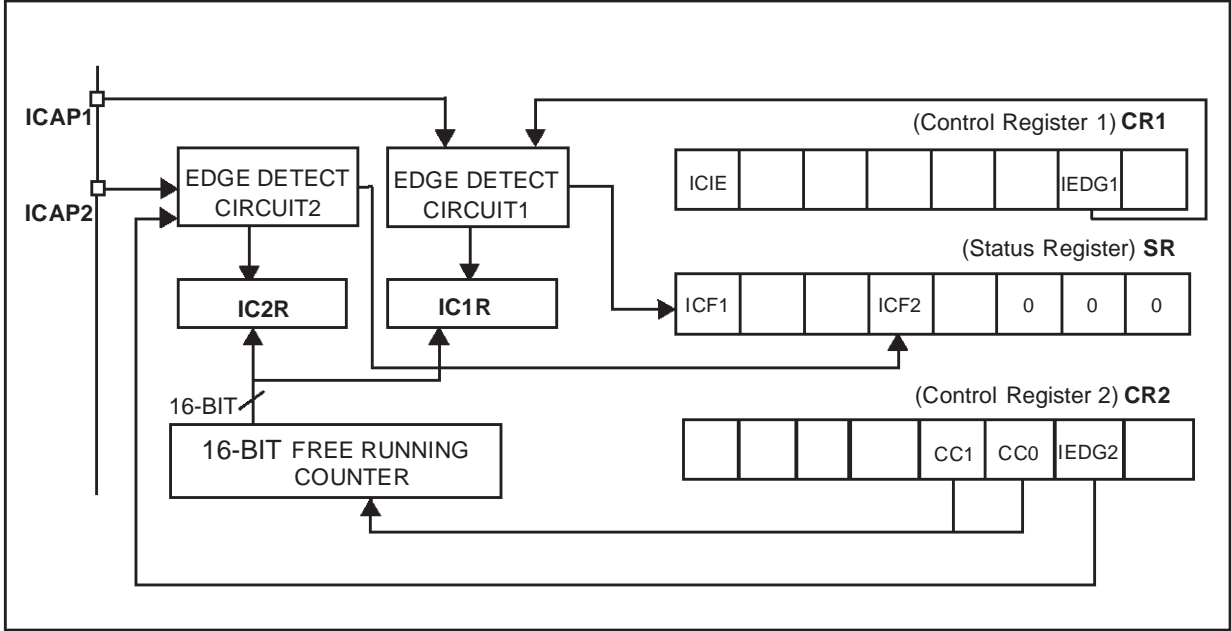 ICAP1
ICAP2
EDGE DETECT
CIRCUIT2
EDGE DETECT
CIRCUIT1
IC2R
IC1R
16-BIT
16-BIT FREE RUNNING
COUNTER
(Control Register 1) CR1
ICIE IEDG1
(Status Register) SR
ICF1 ICF2 0 0 0
(Control Register 2) CR2
CC1 CC0 IEDG2